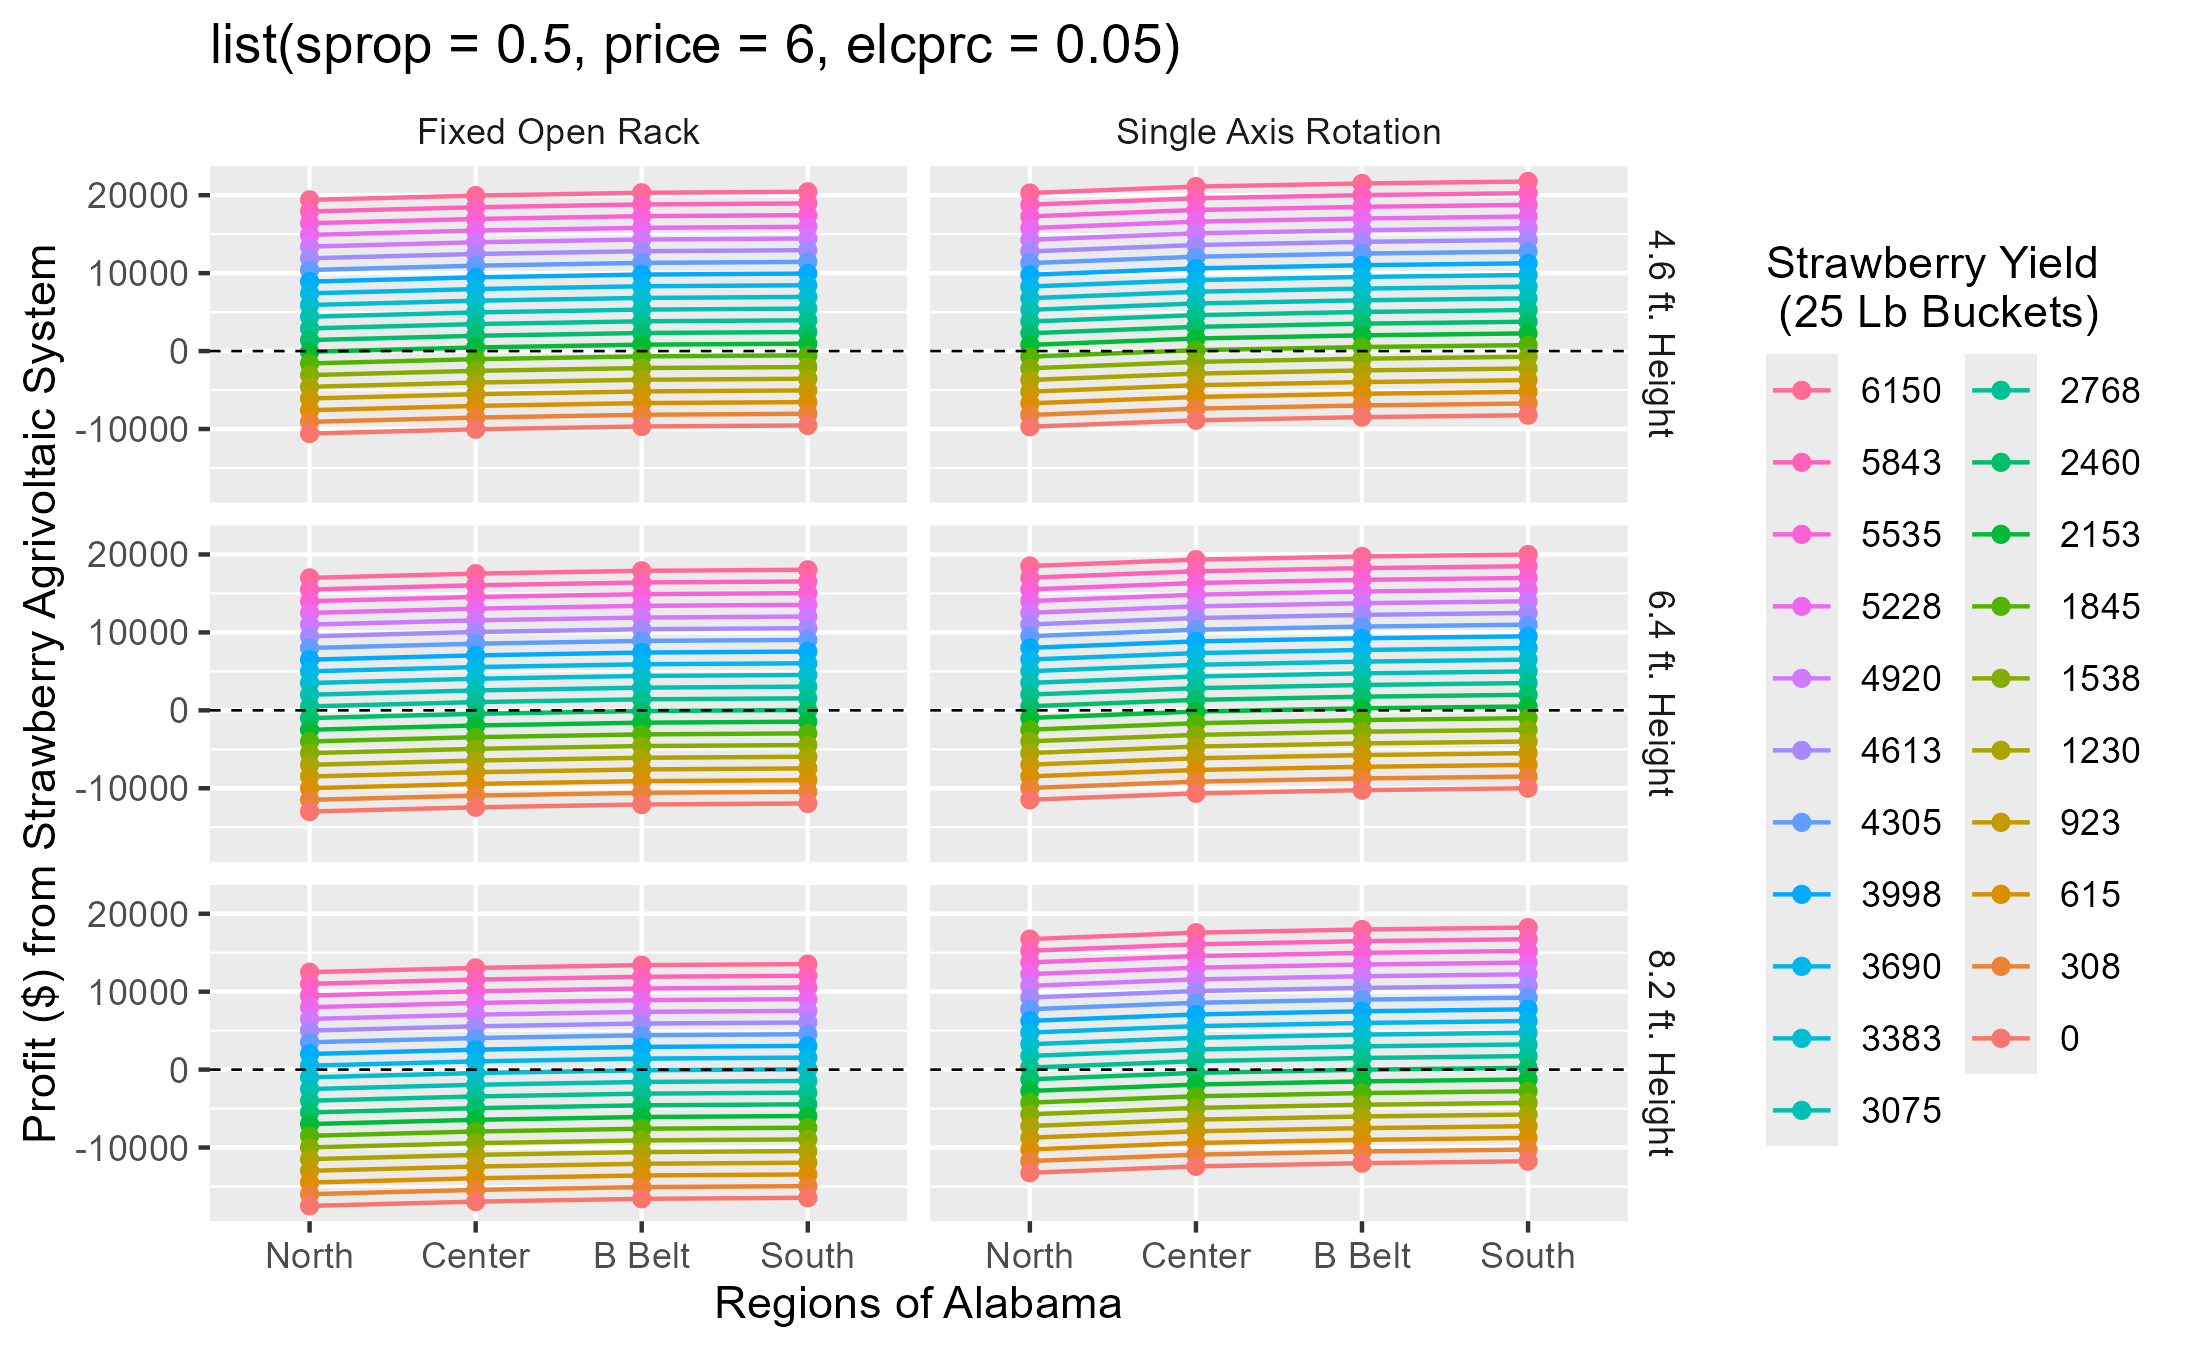 list(sprop = 0.5, price = 6, elcprc = 0.05)
Fixed Open Rack
Single Axis Rotation
Profit ($) from Strawberry Agrivoltaic System
20000
10000
0
-10000
4.6 ft. Height
20000
10000
0
-10000
6.4 ft. Height
20000
10000
0
-10000
8.2 ft. Height
North Center B Belt South
North Center B Belt South
Regions of Alabama
Strawberry Yield
(25 Lb Buckets)
6150
5843
5535
5228
4920
4613
4305
3998
3690
3383
3075
2768
2460
2153
1845
1538
1230
923
615
308
0